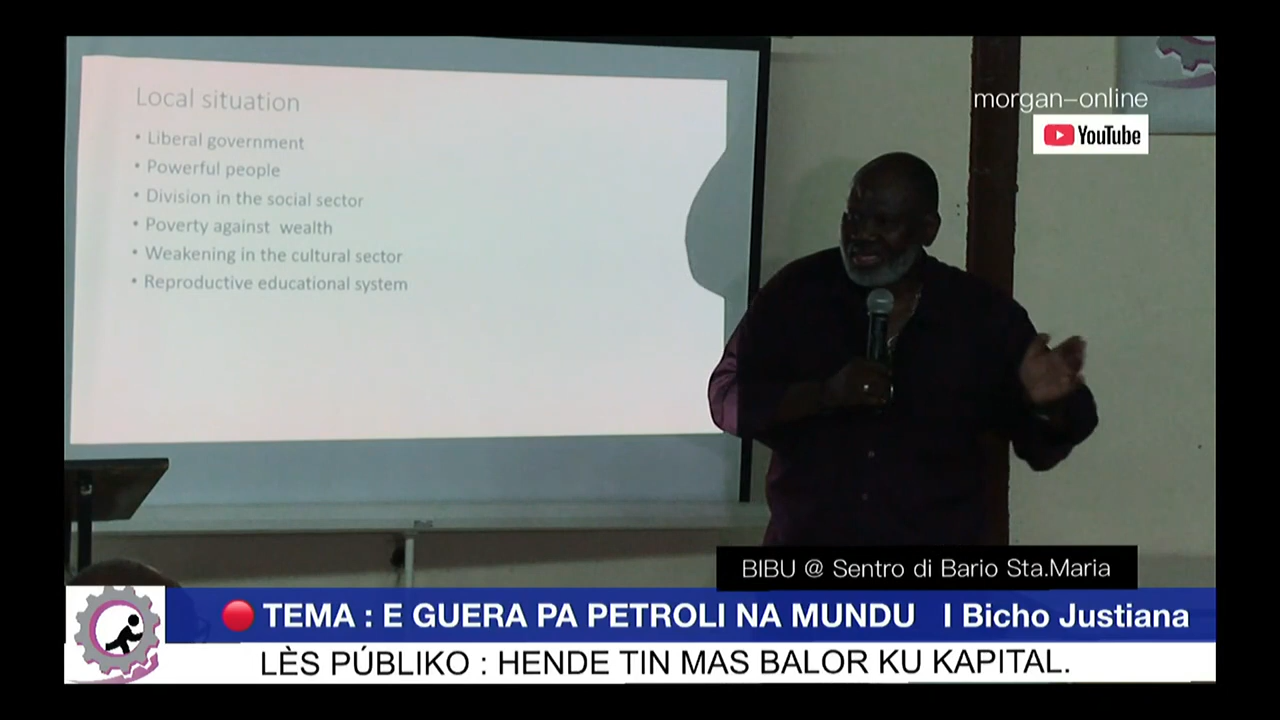 Local situation
• Liberal government
• Powerful people
• Division in the social sector
• Poverty against wealth
• Weakening in the cultural sector
• Reproductive educational system
morgan-online
YouTube
BIBU @ Sentro di Bario Sta.Maria
TEMA : E GUERA PA PETROLI NA MUNDU I Bicho Justiana
LÈS PÚBLIKO : HENDE TIN MAS BALOR KU KAPITAL.